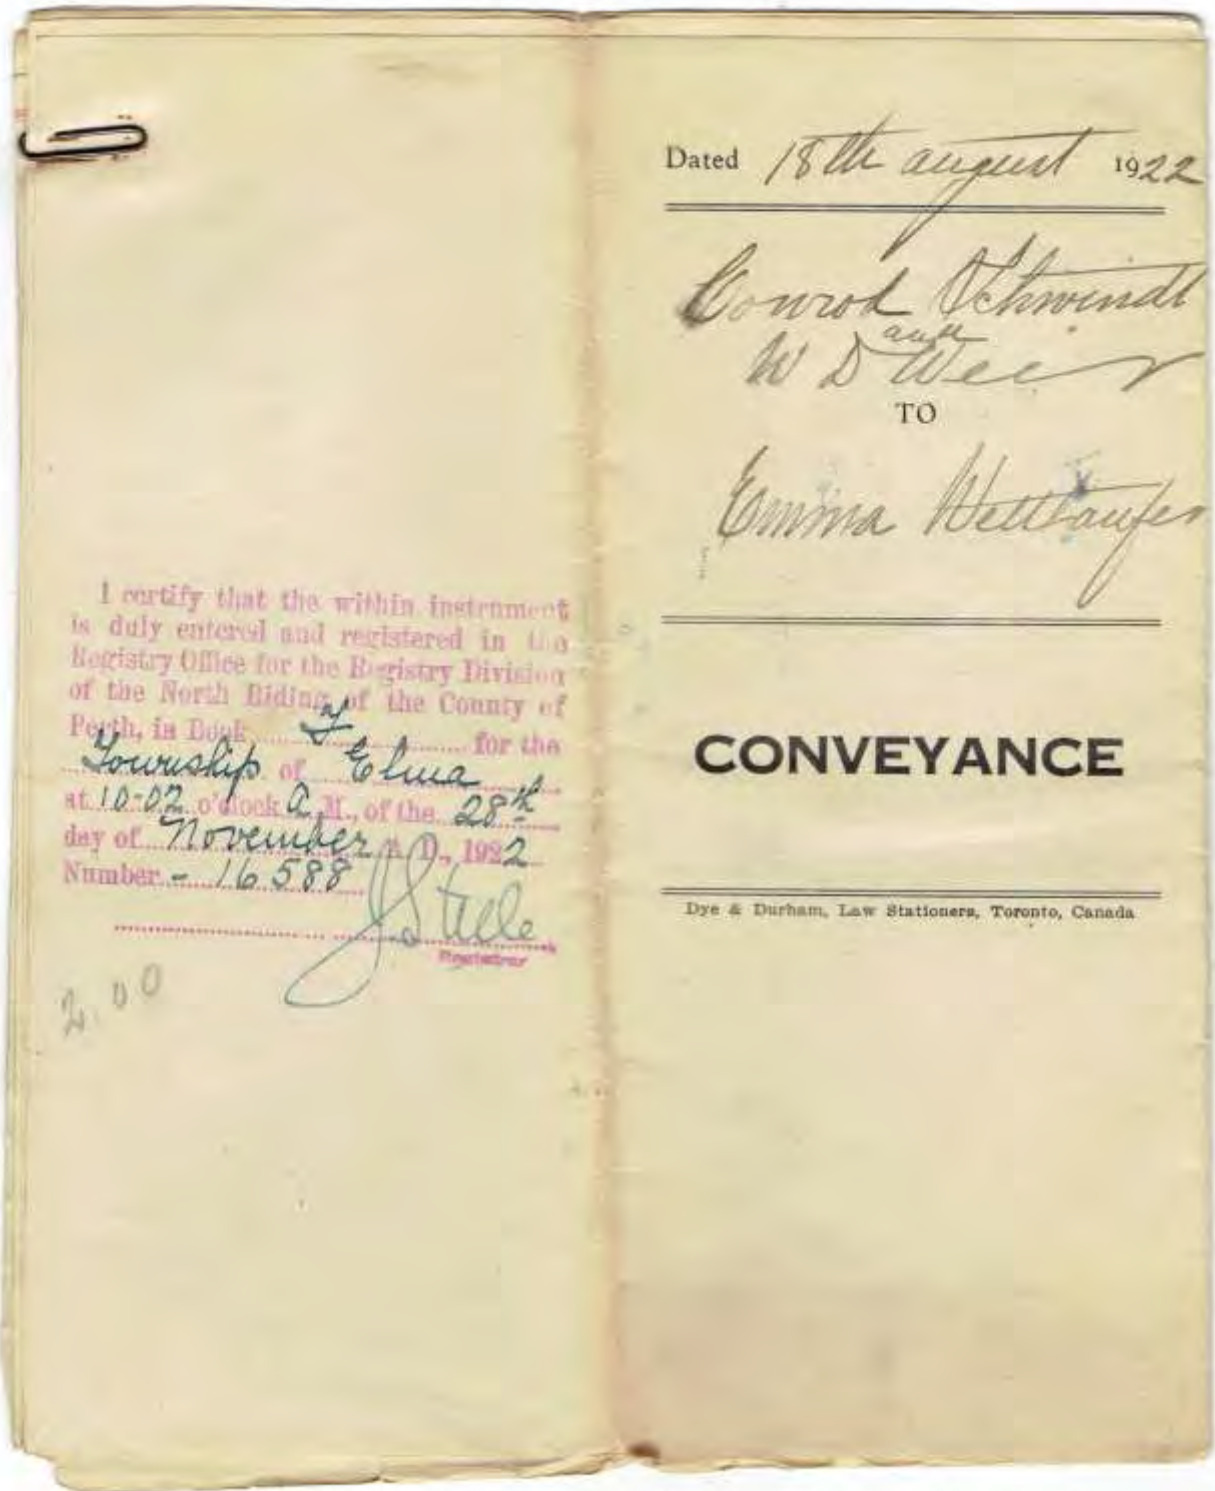 I certify that the within instrument
is duly entered and registered in the
Registry Office for the Registry Division
of the North Riding of the County of
Perth, in Book for the
Township of Elma
at 10-02 o'clock A M., of the 28th
day of November A D., 1922
Number - 16588
J Steele
Registrar
2.00
Dated 18th august 1922
Conrod Schwindt
and
W D Weir
TO
Emma Wettlaufer
CONVEYANCE
Dye & Durham, Law Stationers, Toronto, Canada